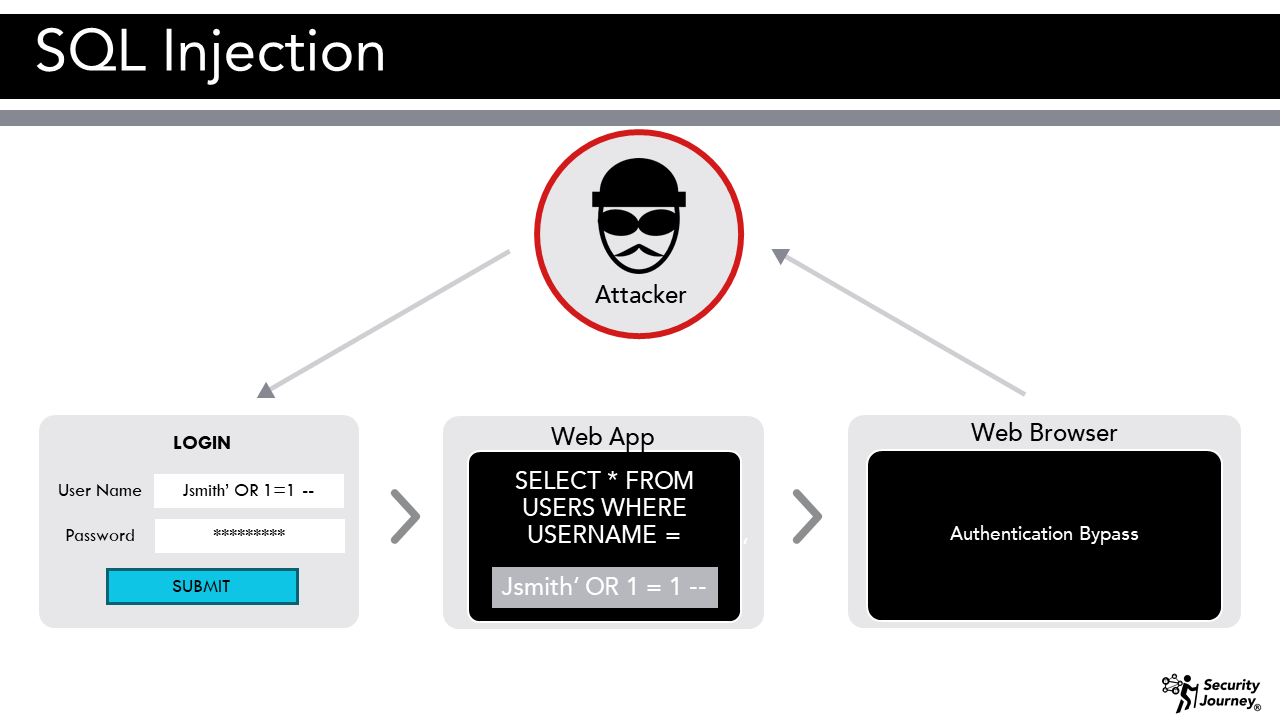 SQL Injection
Attacker
LOGIN
User Name
Jsmith’ OR 1=1 --
Password
*********
SUBMIT
Web App
SELECT * FROM
USERS WHERE
USERNAME = ‘
Jsmith’ OR 1 = 1 --
Web Browser
Authentication Bypass
Security
Journey®